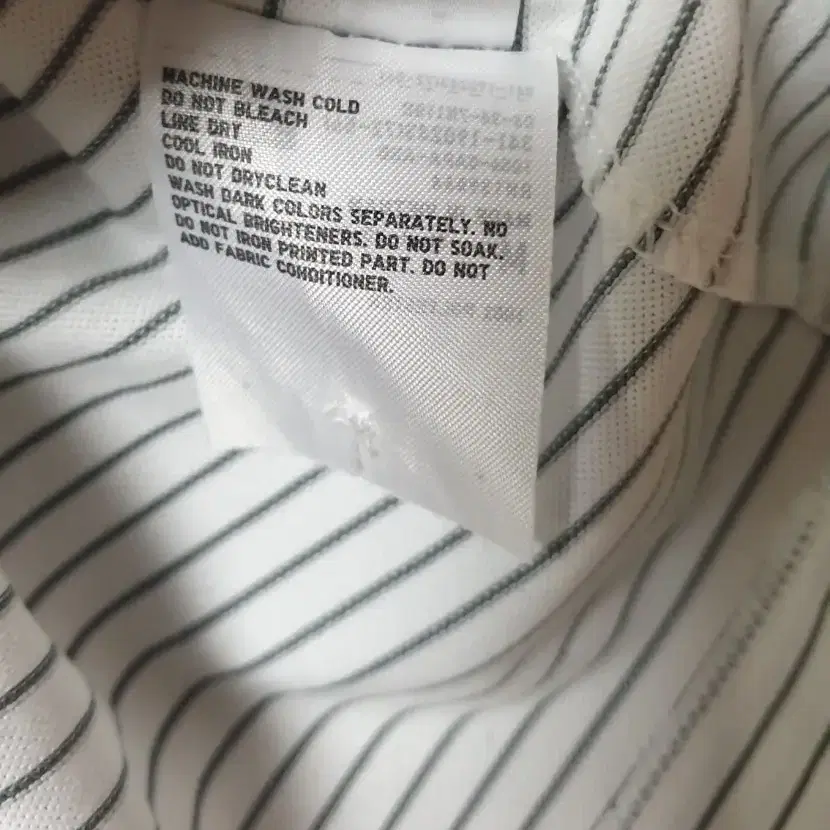 MACHINE WASH COLD
DO NOT BLEACH
LINE DRY
COOL IRON
DO NOT DRYCLEAN
WASH DARK COLORS SEPARATELY. NO
OPTICAL BRIGHTENERS. DO NOT SOAK.
DO NOT IRON PRINTED PART. DO NOT
ADD FABRIC CONDITIONER.